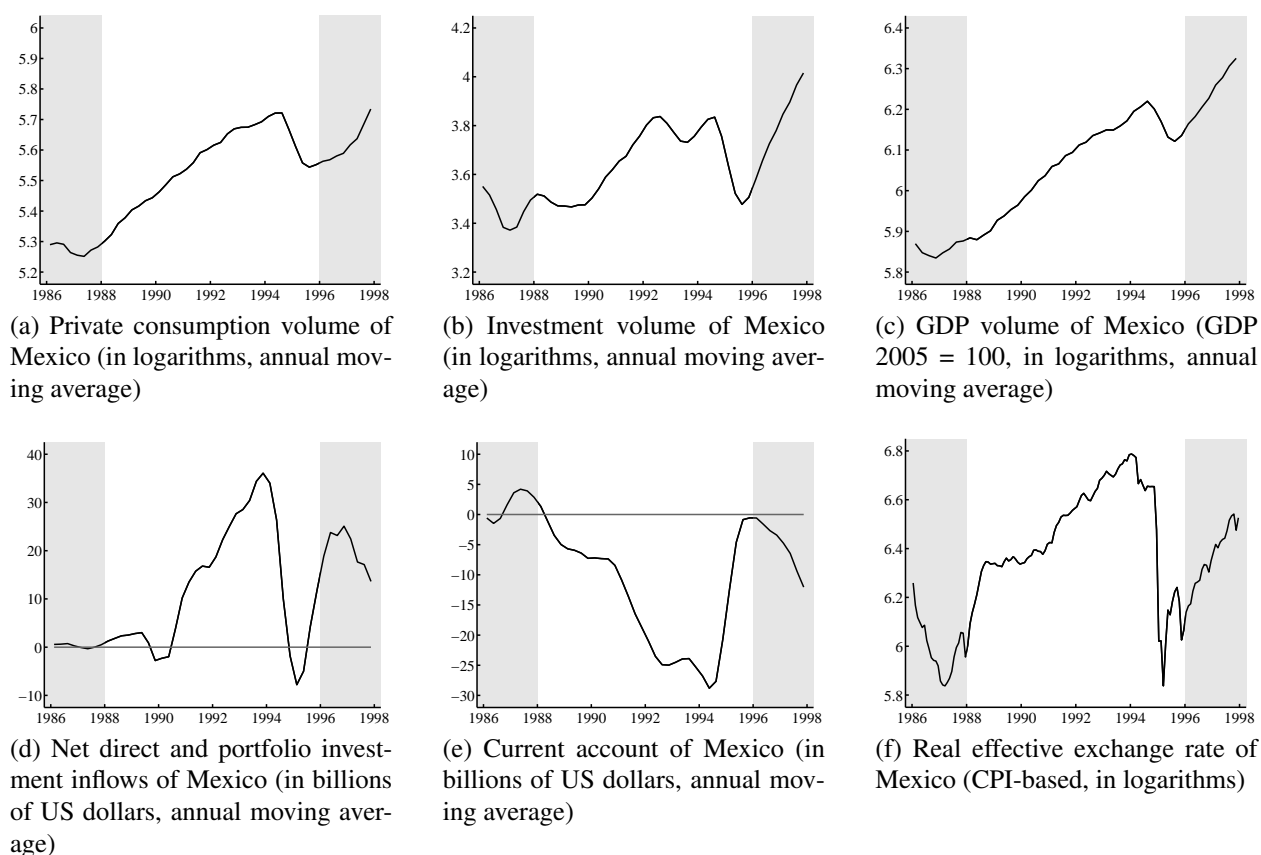 6
5.9
5.8
5.7
5.6
5.5
5.4
5.3
5.2
1986 1988 1990 1992 1994 1996 1998
(a) Private consumption volume of
Mexico (in logarithms, annual mov-
ing average)
4.2
4
3.8
3.6
3.4
3.2
1986 1988 1990 1992 1994 1996 1998
(b) Investment volume of Mexico
(in logarithms, annual moving aver-
age)
6.4
6.3
6.2
6.1
6
5.9
5.8
1986 1988 1990 1992 1994 1996 1998
(c) GDP volume of Mexico (GDP
2005 = 100, in logarithms, annual
moving average)
40
30
20
10
0
−10
1986 1988 1990 1992 1994 1996 1998
(d) Net direct and portfolio invest-
ment inflows of Mexico (in billions
of US dollars, annual moving aver-
age)
10
5
0
−5
−10
−15
−20
−25
−30
1986 1988 1990 1992 1994 1996 1998
(e) Current account of Mexico (in
billions of US dollars, annual mov-
ing average)
6.8
6.6
6.4
6.2
6
5.8
1986 1988 1990 1992 1994 1996 1998
(f) Real effective exchange rate of
Mexico (CPI-based, in logarithms)